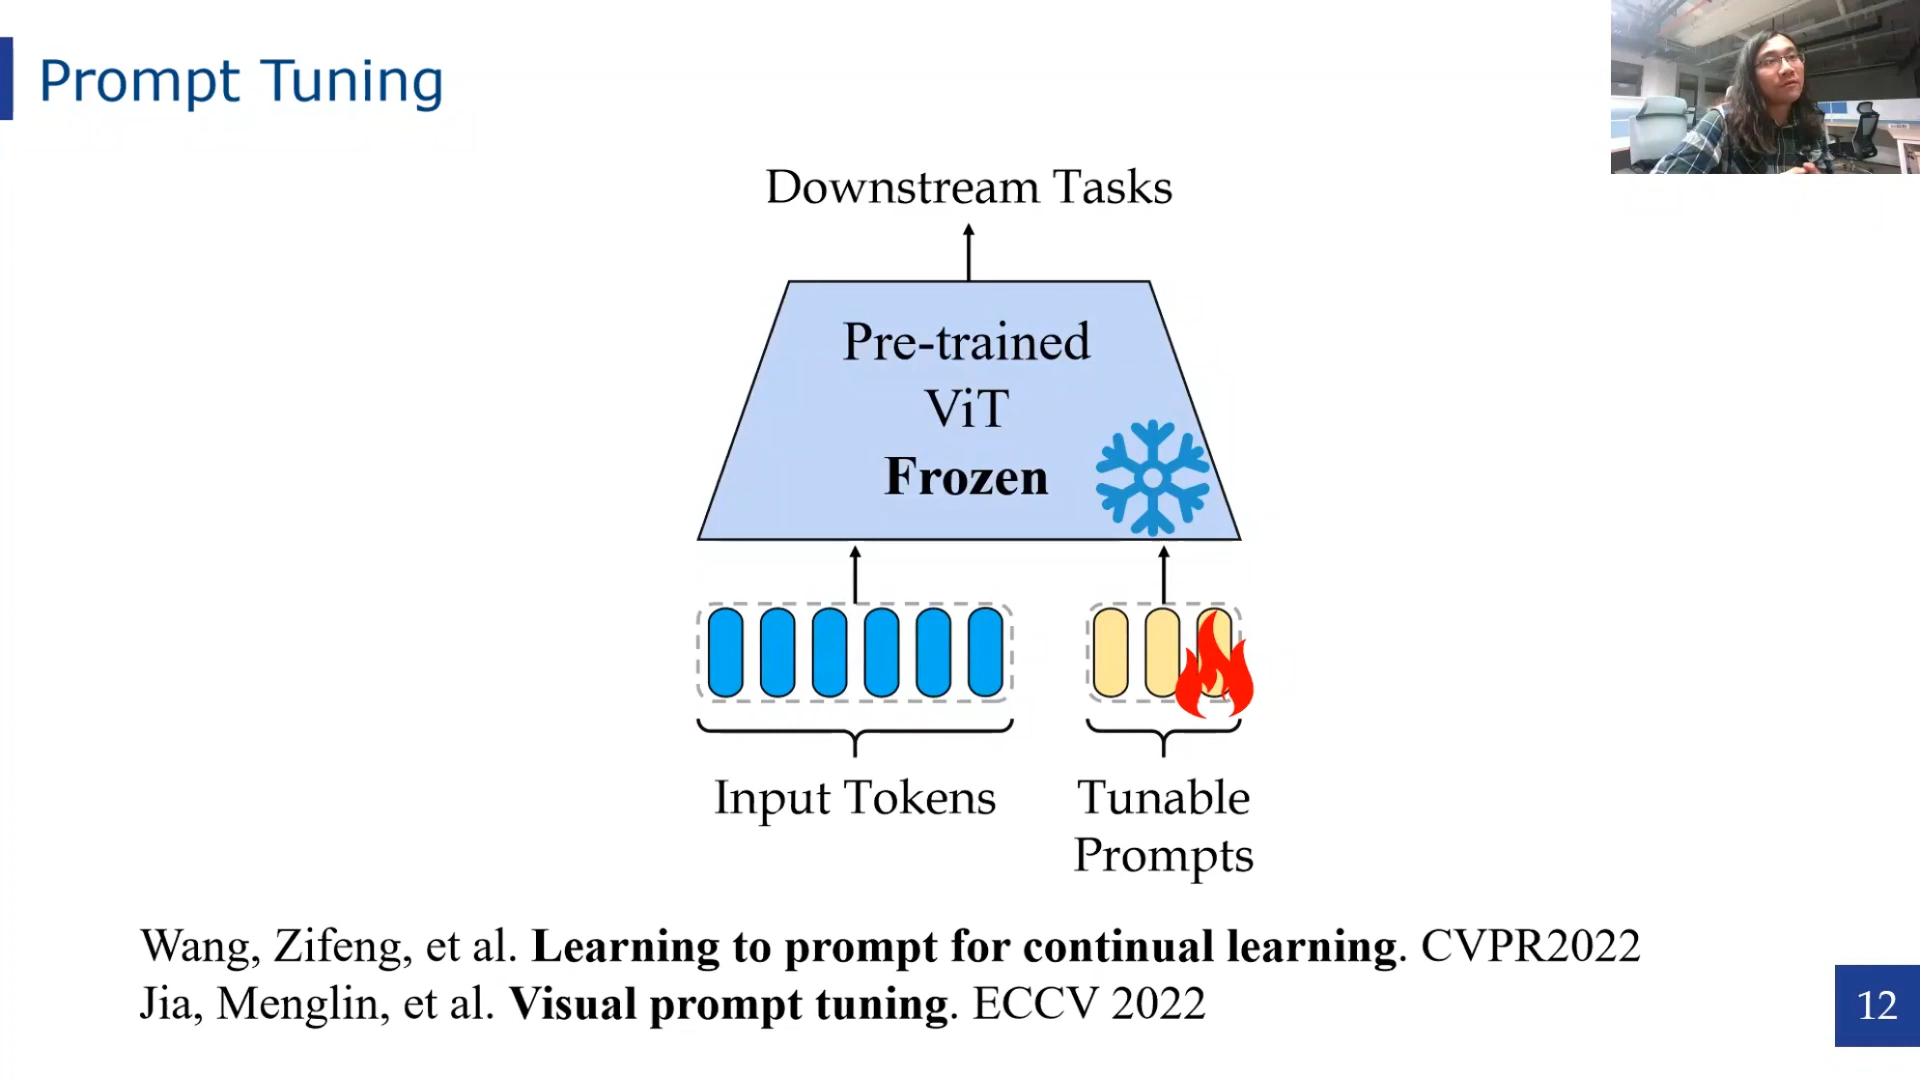 Prompt Tuning
Downstream Tasks
Pre-trained
ViT
Frozen
Input Tokens
Tunable
Prompts
Wang, Zifeng, et al. Learning to prompt for continual learning. CVPR2022
Jia, Menglin, et al. Visual prompt tuning. ECCV 2022
12